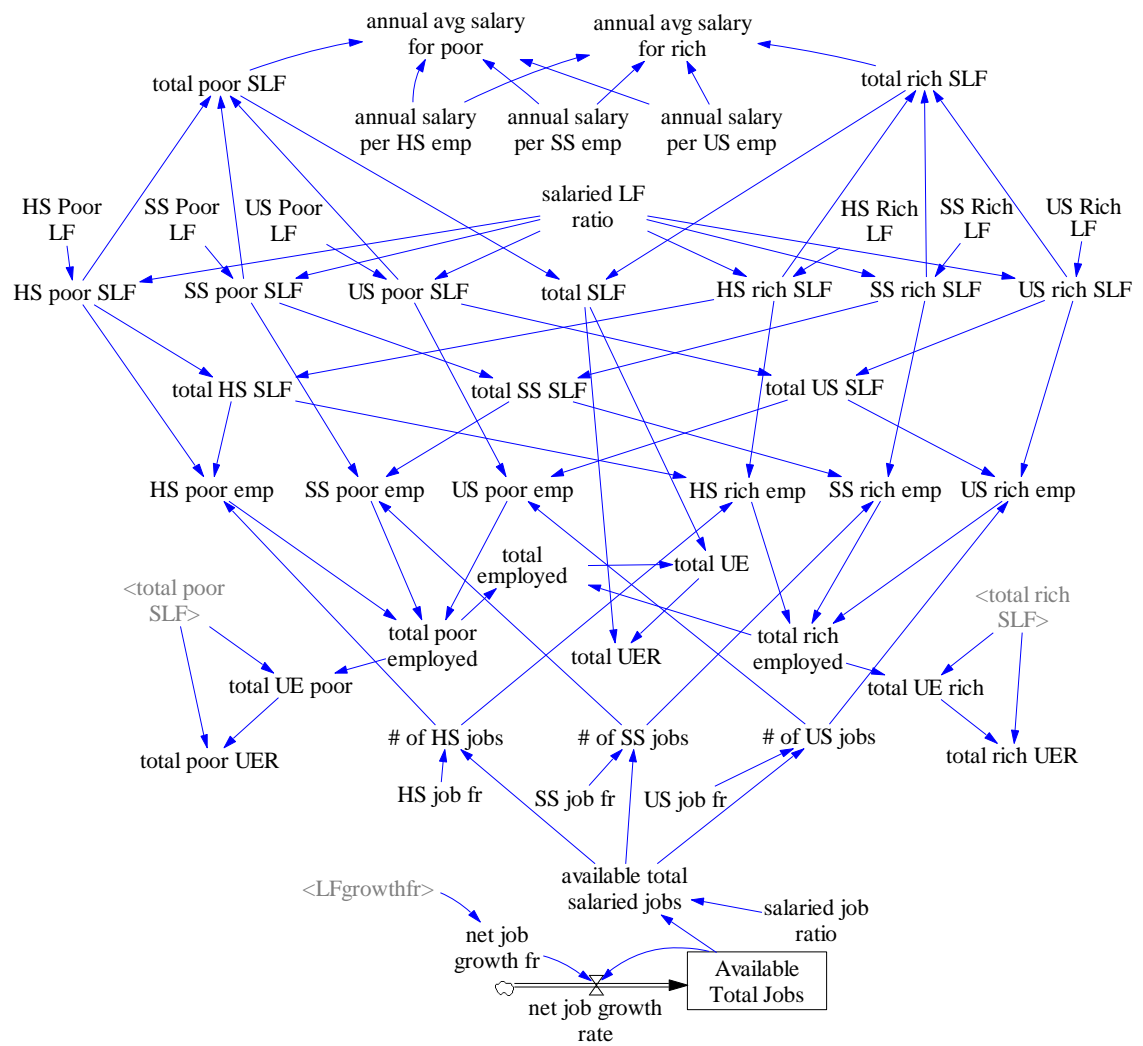 annual avg salary
for poor
annual avg salary
for rich
total poor SLF
total rich SLF
annual salary
per HS emp
annual salary
per SS emp
annual salary
per US emp
HS Poor
LF
SS Poor
LF
US Poor
LF
salaried LF
ratio
HS Rich
LF
SS Rich
LF
US Rich
LF
HS poor SLF
SS poor SLF
US poor SLF
total SLF
HS rich SLF
SS rich SLF
US rich SLF
total HS SLF
total SS SLF
total US SLF
HS poor emp
SS poor emp
US poor emp
HS rich emp
SS rich emp
US rich emp
total
employed
total UE
<total poor
SLF>
<total rich
SLF>
total poor
employed
total UER
total rich
employed
total UE poor
total UE rich
total poor UER
# of HS jobs
# of SS jobs
# of US jobs
total rich UER
HS job fr
SS job fr
US job fr
<LFgrowthfr>
available total
salaried jobs
salaried job
ratio
net job
growth fr
Available
Total Jobs
net job growth
rate